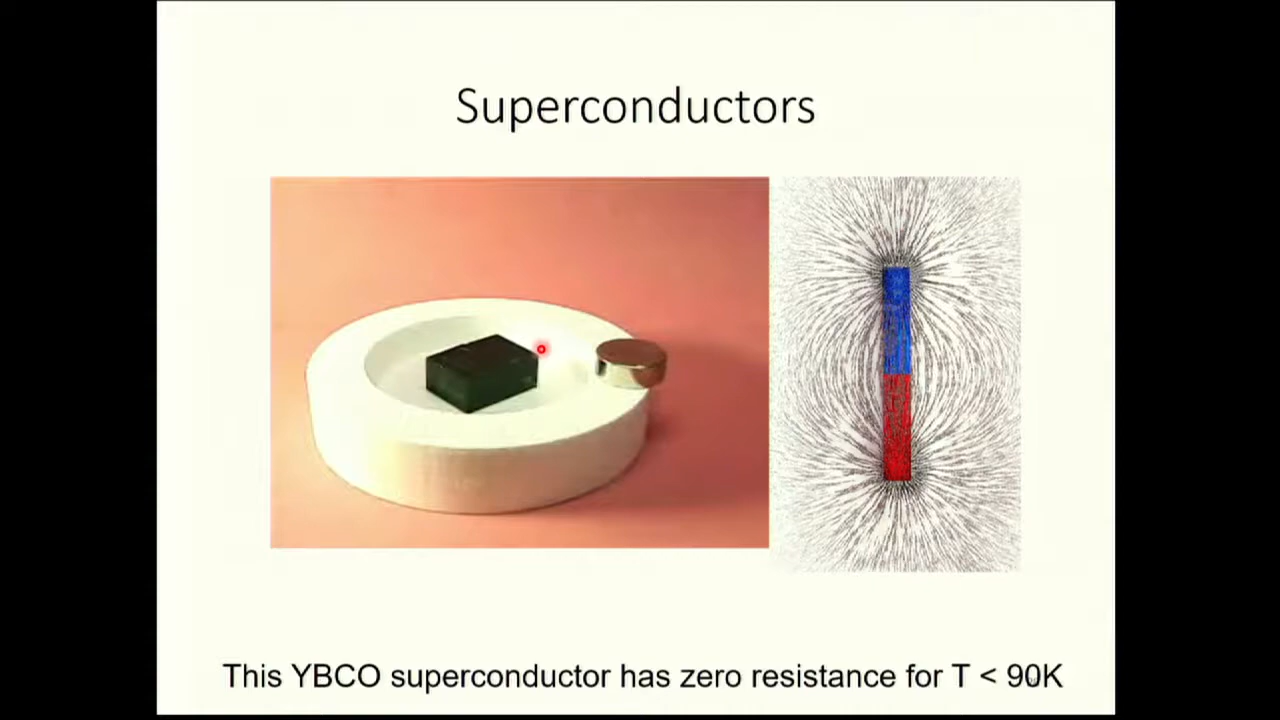 Superconductors
This YBCO superconductor has zero resistance for T < 90K